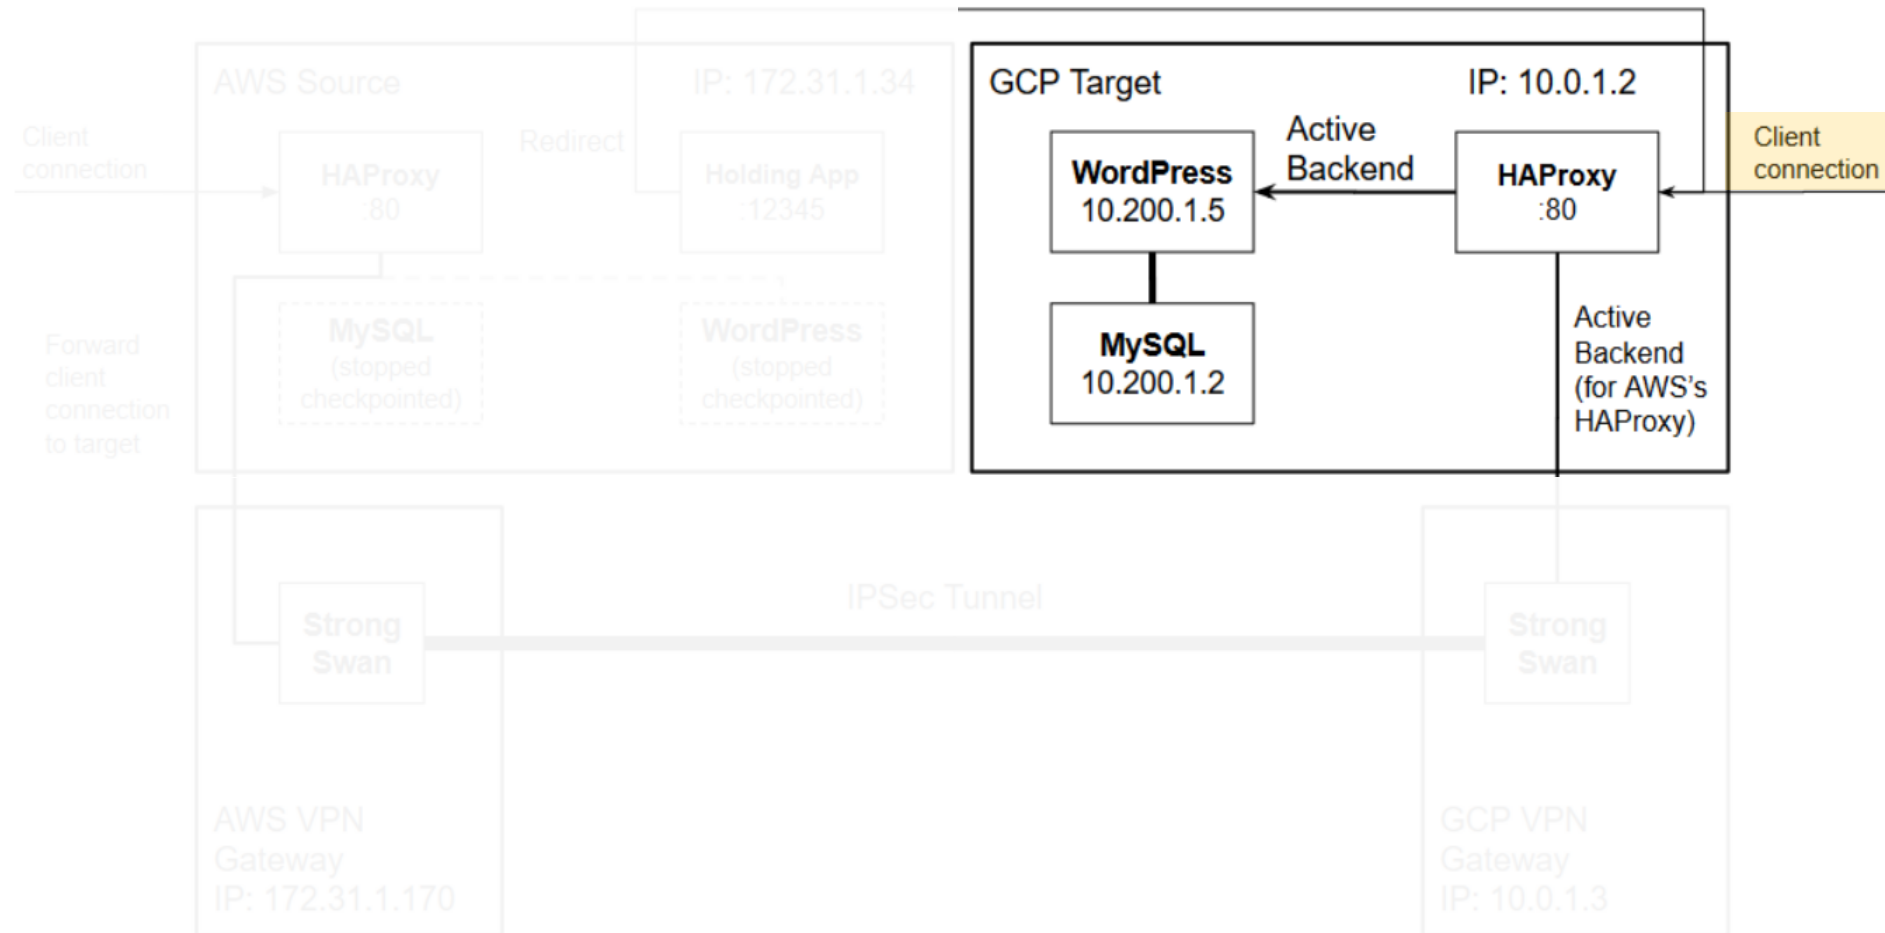 AWS Source
IP: 172.31.1.34
Client
connection
HAProxy
:80
Redirect
Holding App
:12345
MySQL
(stopped
checkpointed)
WordPress
(stopped
checkpointed)
Forward
client
connection
to target
GCP Target
IP: 10.0.1.2
WordPress
10.200.1.5
Active
Backend
HAProxy
:80
Client
connection
MySQL
10.200.1.2
Active
Backend
(for AWS's
HAProxy)
Strong
Swan
IPSec Tunnel
Strong
Swan
AWS VPN
Gateway
IP: 172.31.1.170
GCP VPN
Gateway
IP: 10.0.1.3